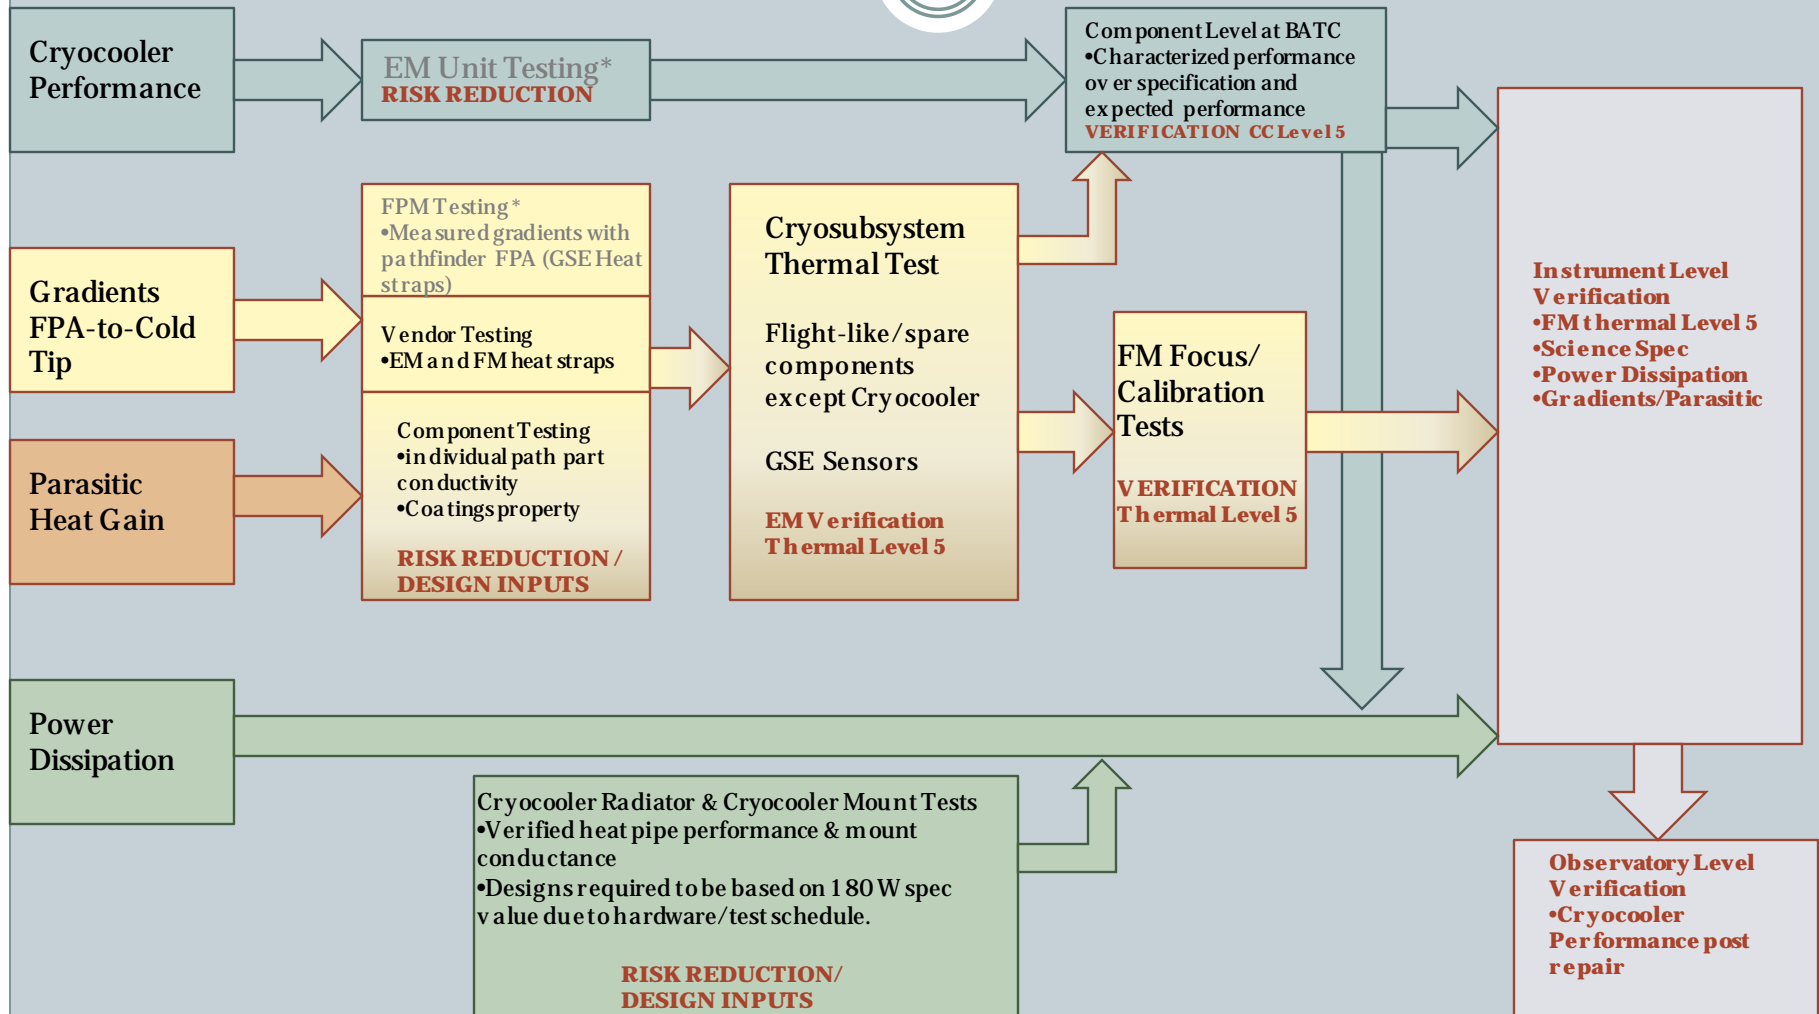 Cryocooler
Performance
EM Unit Testing*
RISK REDUCTION
Component Level at BATC
•Characterized performance
over specification and
expected performance
VERIFICATION CC Level 5
Gradients
FPA-to-Cold
Tip
FPM Testing*
•Measured gradients with
pathfinder FPA (GSE Heat
straps)
Vendor Testing
•EM and FM heat straps
Parasitic
Heat Gain
Component Testing
•individual path part
conductivity
•Coatings property
RISK REDUCTION /
DESIGN INPUTS
Cryosubsystem
Thermal Test
Flight-like/spare
components
except Cryocooler
GSE Sensors
EM Verification
Thermal Level 5
FM Focus/
Calibration
Tests
VERIFICATION
Thermal Level 5
Instrument Level
Verification
•FM thermal Level 5
•Science Spec
•Power Dissipation
•Gradients/Parasitic
Power
Dissipation
Cryocooler Radiator & Cryocooler Mount Tests
•Verified heat pipe performance & mount
conductance
•Designs required to be based on 180 W spec
value due to hardware/test schedule.
RISK REDUCTION/
DESIGN INPUTS
Observatory Level
Verification
•Cryocooler
Performance post
repair